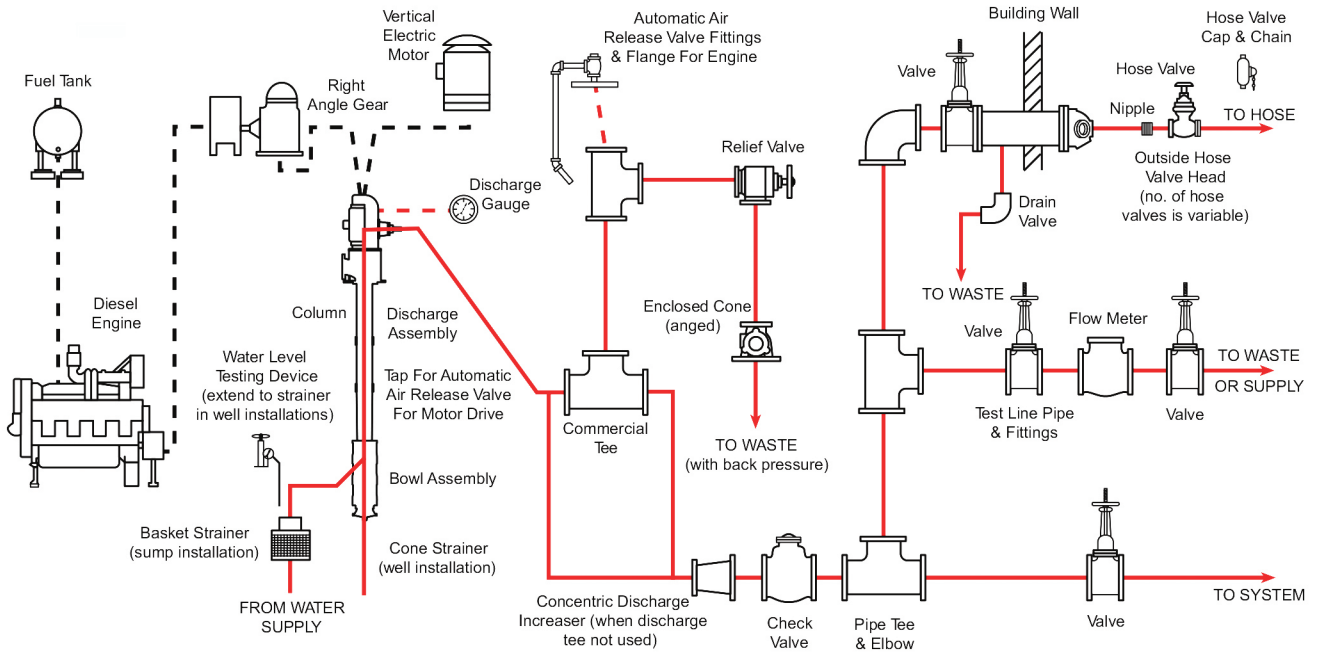 Fuel Tank
Vertical
Electric
Motor
Right
Angle Gear
Automatic Air
Release Valve Fittings
& Flange For Engine
Building Wall
Hose Valve
Cap & Chain
Valve
Hose Valve
Nipple
TO HOSE
Relief Valve
Outside Hose
Valve Head
(no. of hose
valves is variable)
Discharge
Gauge
Drain
Valve
TO WASTE
Diesel
Engine
Column
Discharge
Assembly
Enclosed Cone
(anged)
Valve
Flow Meter
TO WASTE
OR SUPPLY
Water Level
Testing Device
(extend to strainer
in well installations)
Tap For Automatic
Air Release Valve
For Motor Drive
Commercial
Tee
TO WASTE
(with back pressure)
Test Line Pipe
& Fittings
Valve
Bowl Assembly
Basket Strainer
(sump installation)
Cone Strainer
(well installation)
FROM WATER
SUPPLY
Concentric Discharge
Increaser (when discharge
tee not used)
Check
Valve
Pipe Tee
& Elbow
Valve
TO SYSTEM